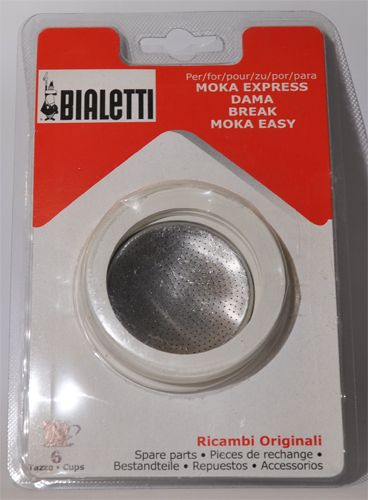 BIALETTI
Per/for/pour/zu/por/para
MOKA EXPRESS
DAMA
BREAK
MOKA EASY
6
Tazze • Cups
Ricambi Originali
Spare parts • Pieces de rechange •
Bestandteile • Repuestos • Accessorios